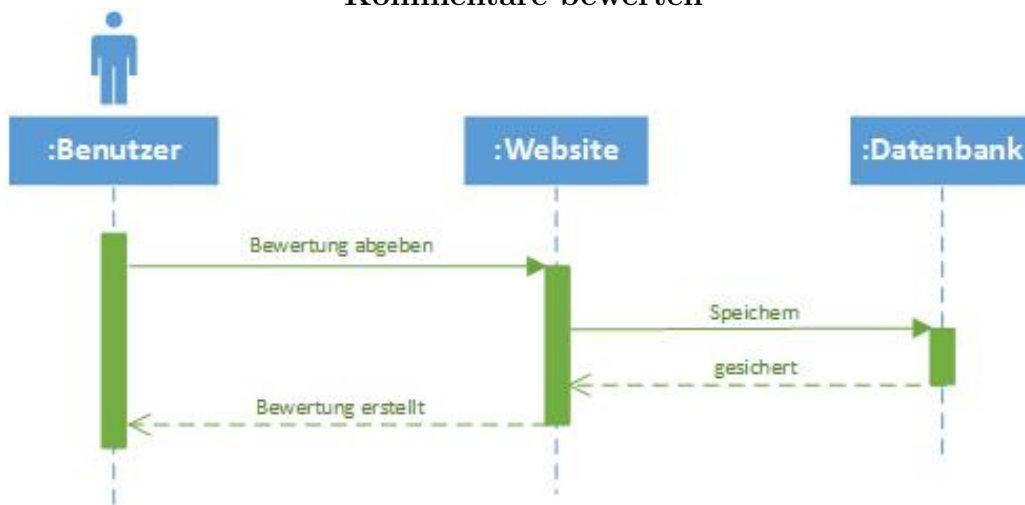 Kommentare bewerten
:Benutzer
:Website
:Datenbank
Bewertung abgeben
Speichern
gesichert
Bewertung erstellt